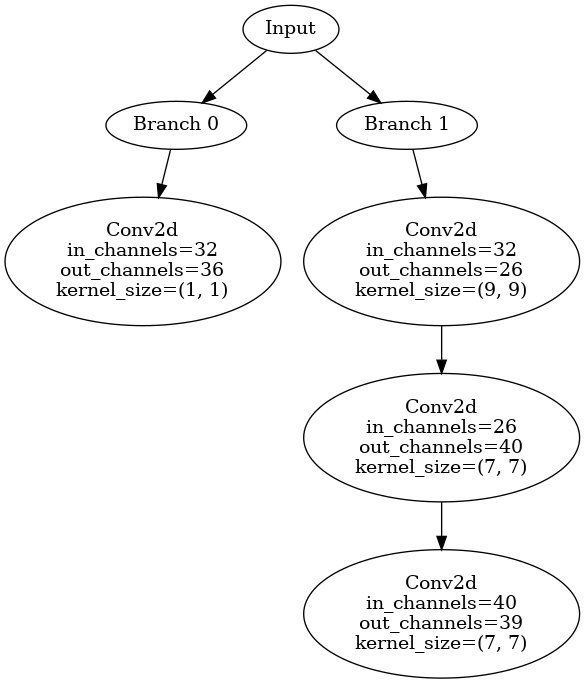 Input
Branch 0
Branch 1
Conv2d
in_channels=32
out_channels=36
kernel_size=(1, 1)
Conv2d
in_channels=32
out_channels=26
kernel_size=(9, 9)
Conv2d
in_channels=26
out_channels=40
kernel_size=(7, 7)
Conv2d
in_channels=40
out_channels=39
kernel_size=(7, 7)